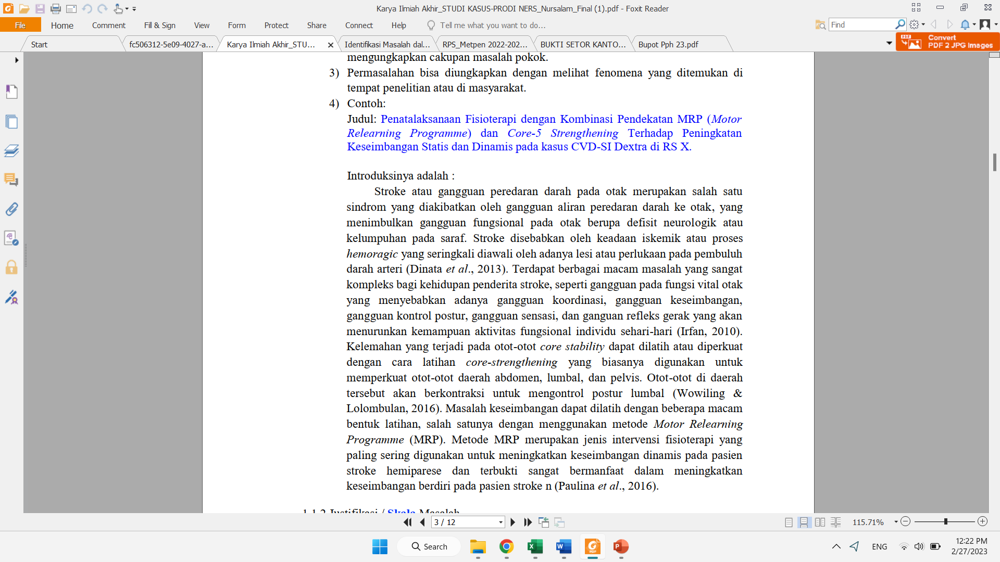 Karya Ilmiah Akhir_STUDI KASUS-PRODI NERS_Nursalam_Final (1).pdf - Foxit Reader
File Home Comment Fill & Sign View Form Protect Share Connect Help Tell me what you want to do... Find
Start fc506312-5e09-4027-a... Karya Ilmiah Akhir_STU... Identifikasi Masalah dal... RPS_Metpen 2022-202... BUKTI SETOR KANTO... Bupot Pph 23.pdf
PDF Convert
PDF 2 JPG Images
mengungkapkan cakupan masalah pokok.
3) Permasalahan bisa diungkapkan dengan melihat fenomena yang ditemukan di
tempat penelitian atau di masyarakat.
4) Contoh:
Judul: Penatalaksanaan Fisioterapi dengan Kombinasi Pendekatan MRP (Motor
Relearning Programme) dan Core-5 Strengthening Terhadap Peningkatan
Keseimbangan Statis dan Dinamis pada kasus CVD-SI Dextra di RS X.
Introduksinya adalah :
Stroke atau gangguan peredaran darah pada otak merupakan salah satu
sindrom yang diakibatkan oleh gangguan aliran peredaran darah ke otak, yang
menimbulkan gangguan fungsional pada otak berupa defisit neurologik atau
kelumpuhan pada saraf. Stroke disebabkan oleh keadaan iskemik atau proses
hemoragic yang seringkali diawali oleh adanya lesi atau perlukaan pada pembuluh
darah arteri (Dinata et al., 2013). Terdapat berbagai macam masalah yang sangat
kompleks bagi kehidupan penderita stroke, seperti gangguan pada fungsi vital otak
yang menyebabkan adanya gangguan koordinasi, gangguan keseimbangan,
gangguan kontrol postur, gangguan sensasi, dan ganguan refleks gerak yang akan
menurunkan kemampuan aktivitas fungsional individu sehari-hari (Irfan, 2010).
Kelemahan yang terjadi pada otot-otot core stability dapat dilatih atau diperkuat
dengan cara latihan core-strengthening yang biasanya digunakan untuk
memperkuat otot-otot daerah abdomen, lumbal, dan pelvis. Otot-otot di daerah
tersebut akan berkontraksi untuk mengontrol postur lumbal (Wowiling &
Lolombulan, 2016). Masalah keseimbangan dapat dilatih dengan beberapa macam
bentuk latihan, salah satunya dengan menggunakan metode Motor Relearning
Programme (MRP). Metode MRP merupakan jenis intervensi fisioterapi yang
paling sering digunakan untuk meningkatkan keseimbangan dinamis pada pasien
stroke hemiparese dan terbukti sangat bermanfaat dalam meningkatkan
keseimbangan berdiri pada pasien stroke n (Paulina et al., 2016).
1.1.2 Justifikasi / Skala Masalah
3 / 12 115.71%
Search ENG 12:22 PM
2/27/2023